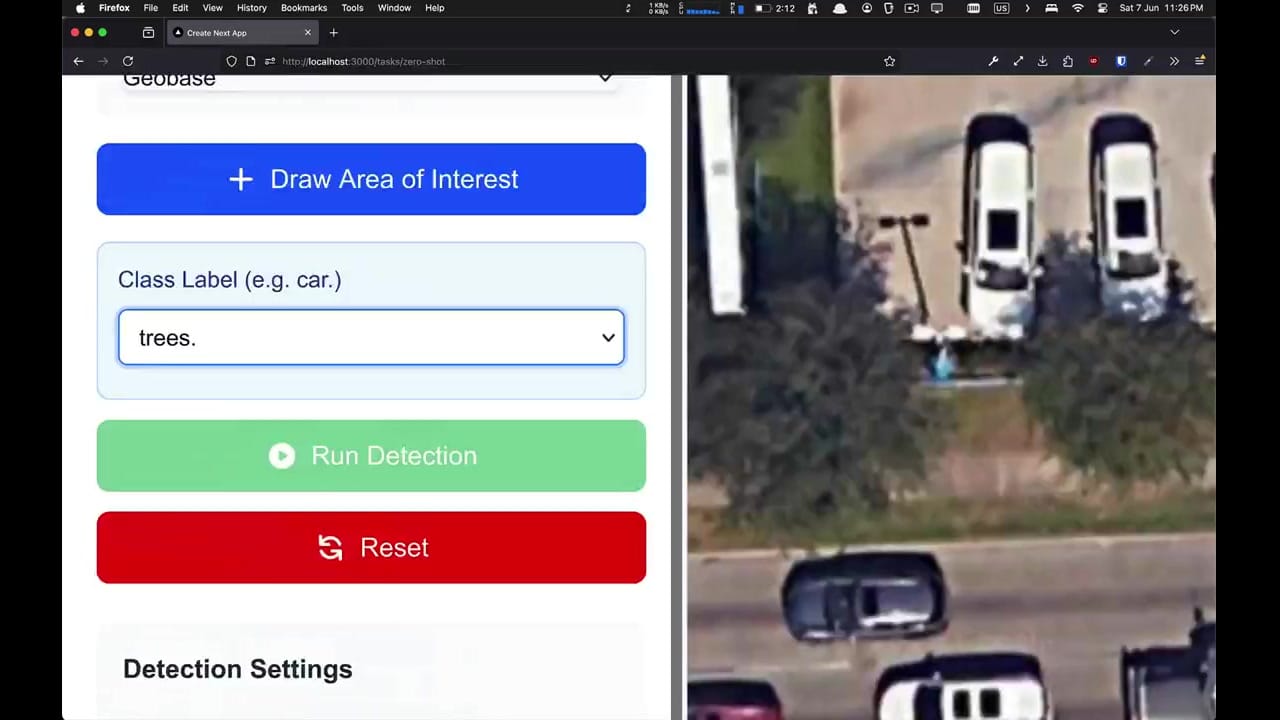 Firefox File Edit View History Bookmarks Tools Window Help
1 KB/s
0 KB/s
2:12
US
Sat 7 Jun 11:26 PM
Create Next App
http://localhost:3000/tasks/zero-shot
Geobase
Draw Area of Interest
Class Label (e.g. car.)
trees.
Run Detection
Reset
Detection Settings